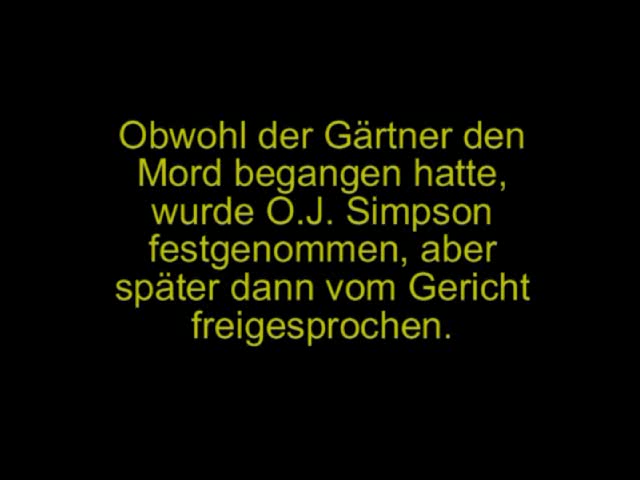 Obwohl der Gärtner den
Mord begangen hatte,
wurde O.J. Simpson
festgenommen, aber
später dann vom Gericht
freigesprochen.